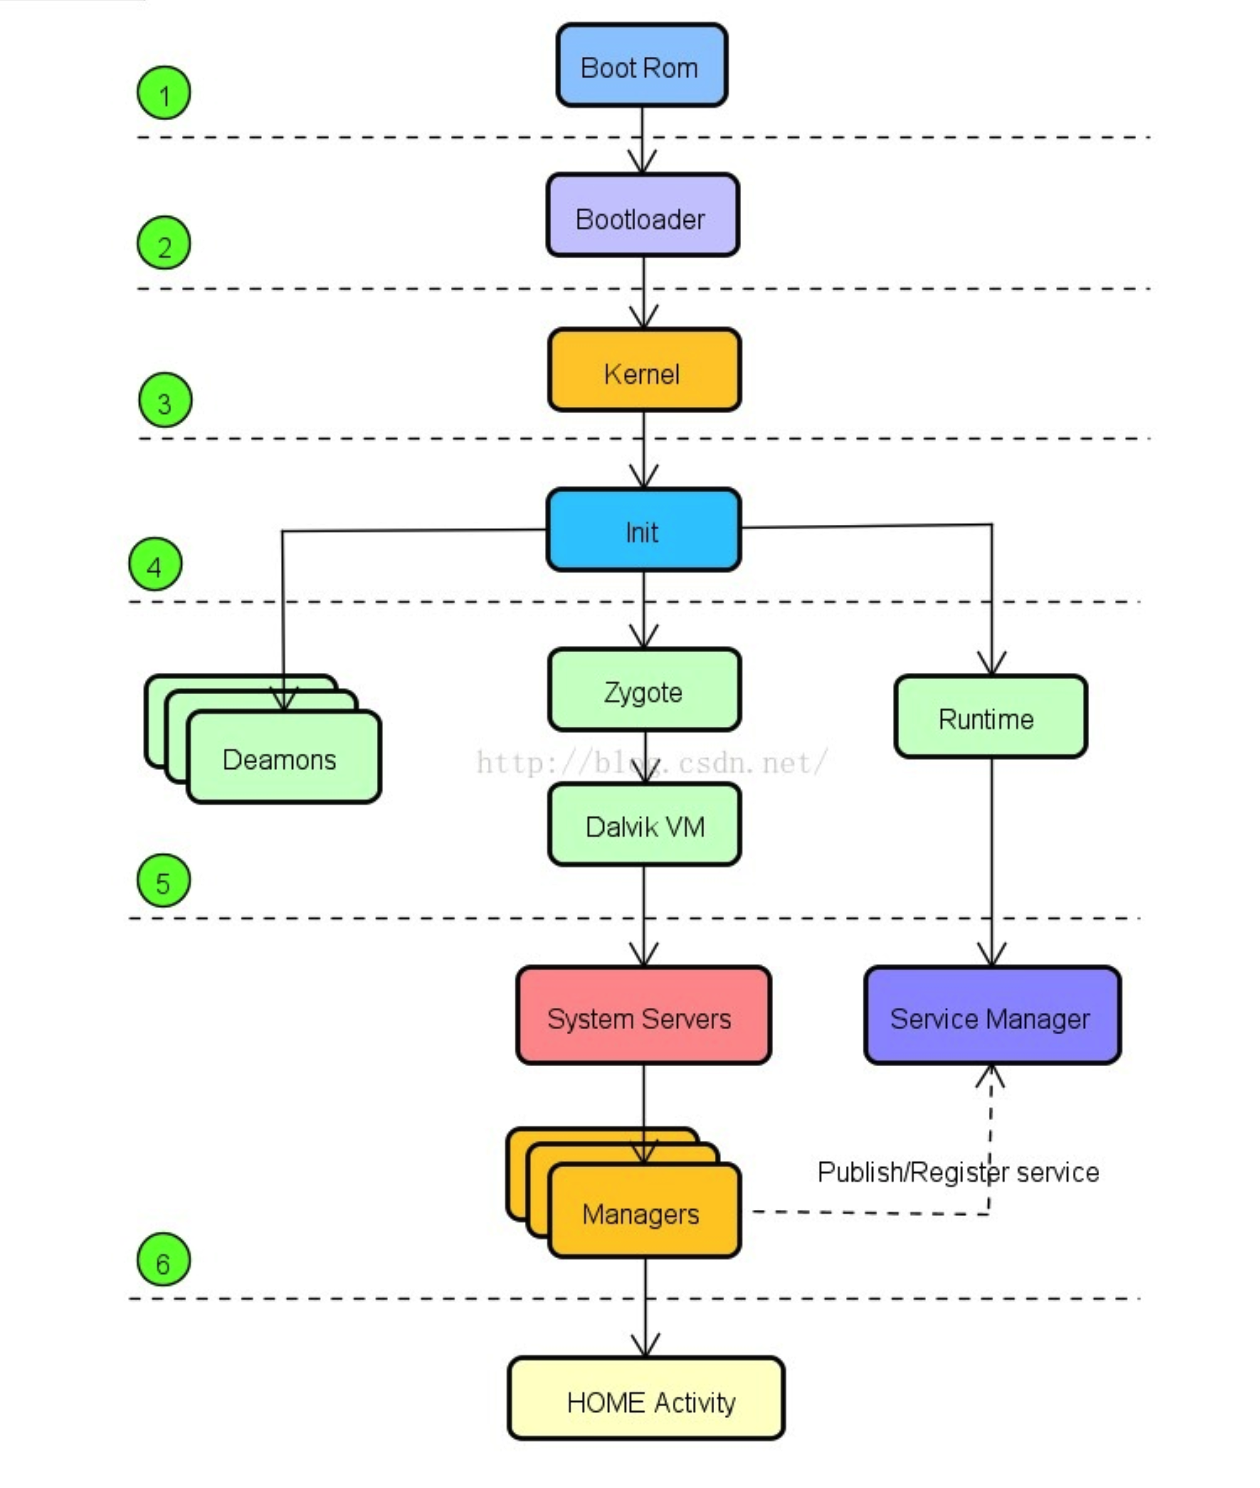 Boot Rom
1
Bootloader
2
Kernel
3
Init
4
Zygote
Runtime
Deamons
http://blog.csdn.net/
Dalvik VM
5
System Servers
Service Manager
Publish/Register service
Managers
6
HOME Activity